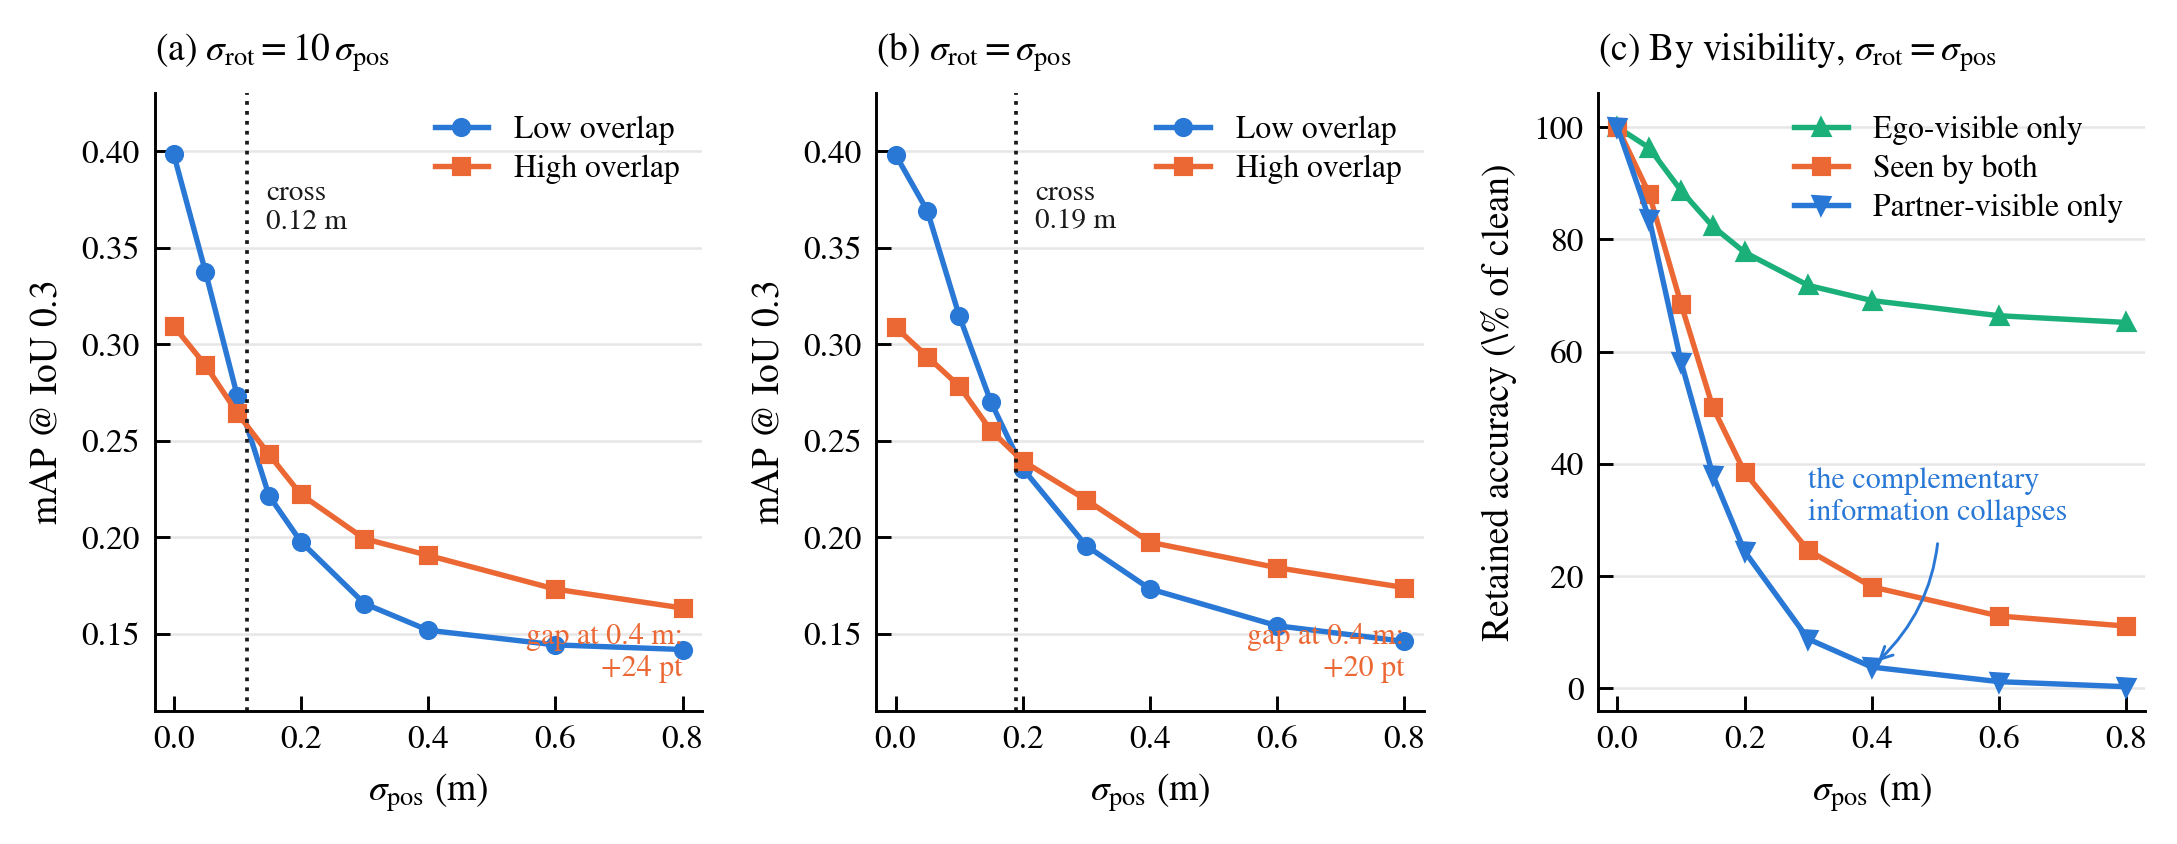 (a) σrot = 10 σpos
mAP @ IoU 0.3
0.40
0.35
0.30
0.25
0.20
0.15
Low overlap
High overlap
cross
0.12 m
gap at 0.4 m:
+24 pt
0.0 0.2 0.4 0.6 0.8
σpos (m)
(b) σrot = σpos
mAP @ IoU 0.3
0.40
0.35
0.30
0.25
0.20
0.15
Low overlap
High overlap
cross
0.19 m
gap at 0.4 m:
+20 pt
0.0 0.2 0.4 0.6 0.8
σpos (m)
(c) By visibility, σrot = σpos
Retained accuracy (\% of clean)
100
80
60
40
20
0
Ego-visible only
Seen by both
Partner-visible only
the complementary
information collapses
0.0 0.2 0.4 0.6 0.8
σpos (m)